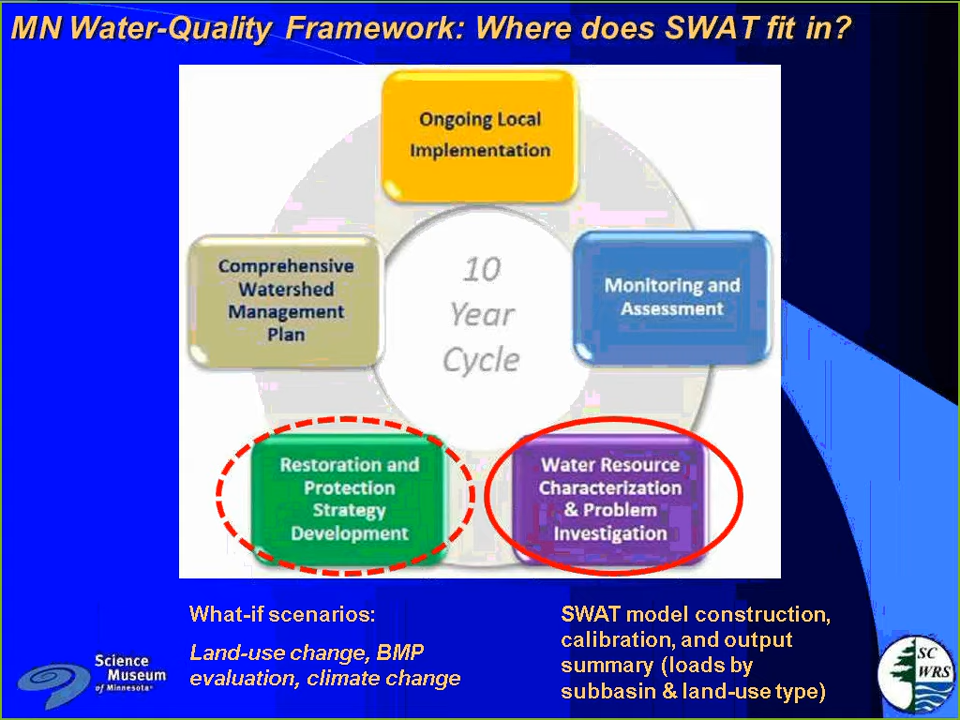 MN Water-Quality Framework: Where does SWAT fit in?
Ongoing Local
Implementation
Comprehensive
Watershed
Management
Plan
10
Year
Cycle
Monitoring and
Assessment
Restoration and
Protection
Strategy
Development
Water Resource
Characterization
& Problem
Investigation
What-if scenarios:
Land-use change, BMP
evaluation, climate change
SWAT model construction,
calibration, and output
summary (loads by
subbasin & land-use type)
Science
Museum
of Minnesota
SC
WRS